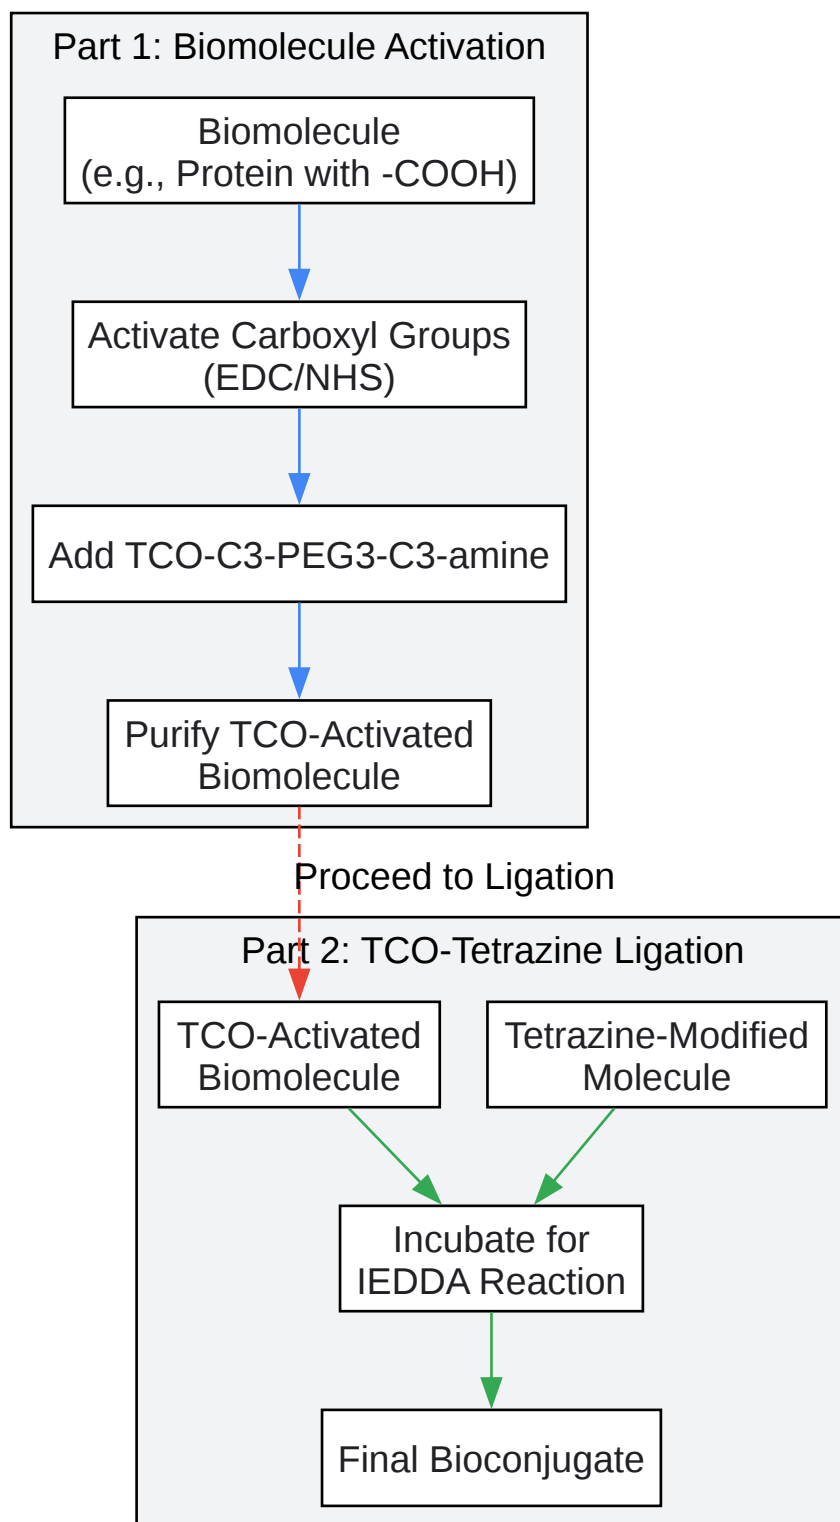 Part 1: Biomolecule Activation
Biomolecule
(e.g., Protein with -COOH)
Activate Carboxyl Groups
(EDC/NHS)
Add TCO-C3-PEG3-C3-amine
Purify TCO-Activated
Biomolecule
Proceed to Ligation
Part 2: TCO-Tetrazine Ligation
TCO-Activated
Biomolecule
Tetrazine-Modified
Molecule
Incubate for
IEDDA Reaction
Final Bioconjugate